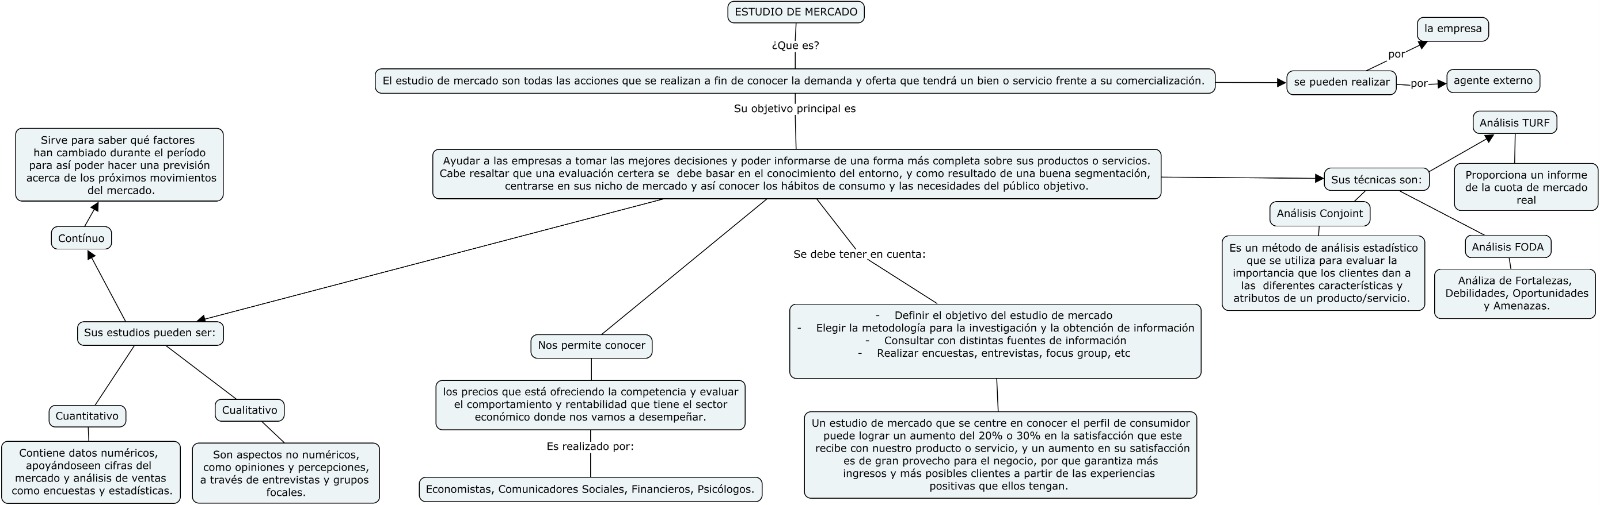 ESTUDIO DE MERCADO
¿Que es?
El estudio de mercado son todas las acciones que se realizan a fin de conocer la demanda y oferta que tendrá un bien o servicio frente a su comercialización.
se pueden realizar
por
la empresa
por
agente externo
Su objetivo principal es
Ayudar a las empresas a tomar las mejores decisiones y poder informarse de una forma más completa sobre sus productos o servicios.
Cabe resaltar que una evaluación certera se  debe basar en el conocimiento del entorno, y como resultado de una buena segmentación,
centrarse en sus nicho de mercado y así conocer los hábitos de consumo y las necesidades del público objetivo.
Sus técnicas son:
Análisis TURF
Proporciona un informe
de la cuota de mercado
real
Análisis Conjoint
Es un método de análisis estadístico
que se utiliza para evaluar la
importancia que los clientes dan a
las  diferentes características y
atributos de un producto/servicio.
Análisis FODA
Análiza de Fortalezas,
Debilidades, Oportunidades
y Amenazas.
Sirve para saber qué factores
han cambiado durante el período
para así poder hacer una previsión
acerca de los próximos movimientos
del mercado.
Contínuo
Sus estudios pueden ser:
Cuantitativo
Contiene datos numéricos,
apoyándoseen cifras del
mercado y análisis de ventas
como encuestas y estadísticas.
Cualitativo
Son aspectos no numéricos,
como opiniones y percepciones,
a través de entrevistas y grupos
focales.
Nos permite conocer
los precios que está ofreciendo la competencia y evaluar
el comportamiento y rentabilidad que tiene el sector
económico donde nos vamos a desempeñar.
Es realizado por:
Economistas, Comunicadores Sociales, Financieros, Psicólogos.
Se debe tener en cuenta:
- Definir el objetivo del estudio de mercado
- Elegir la metodología para la investigación y la obtención de información
- Consultar con distintas fuentes de información
- Realizar encuestas, entrevistas, focus group, etc
Un estudio de mercado que se centre en conocer el perfil de consumidor
puede lograr un aumento del 20% o 30% en la satisfacción que este
recibe con nuestro producto o servicio, y un aumento en su satisfacción
es de gran provecho para el negocio, por que garantiza más
ingresos y más posibles clientes a partir de las experiencias
positivas que ellos tengan.